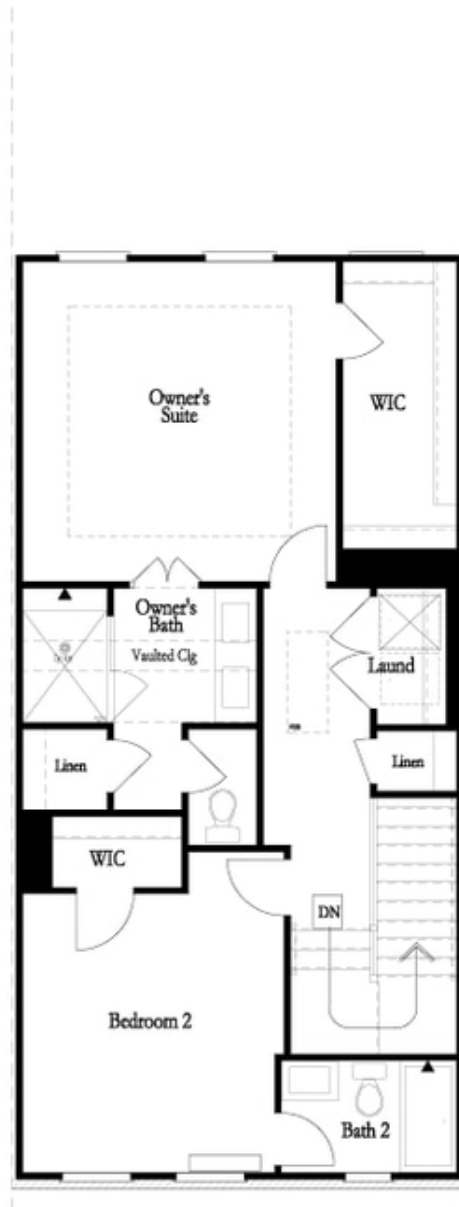 Owner's
Suite
WIC
Owner's
Bath
Vaulted Clg
Laund
Linen
Linen
WIC
DN
Bedroom 2
Bath 2